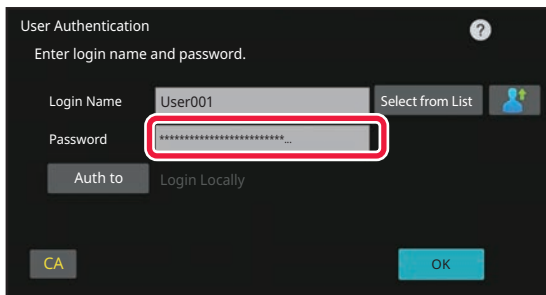 User Authentication
?
Enter login name and password.
Login Name User001 Select from List
Password *************************...
Auth to Login Locally
CA OK